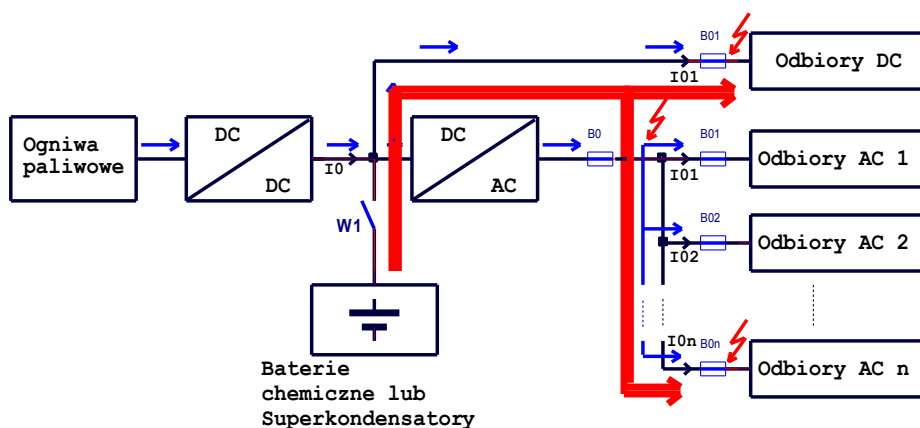 B01
Odbiory DC
I01
Ogniwa
paliwowe
DC
DC
I0
DC
AC
B0
B01
I01
Odbiory AC 1
W1
B02
I02
Odbiory AC 2
I0n
B0n
Odbiory AC n
Baterie
chemiczne lub
Superkondensatory